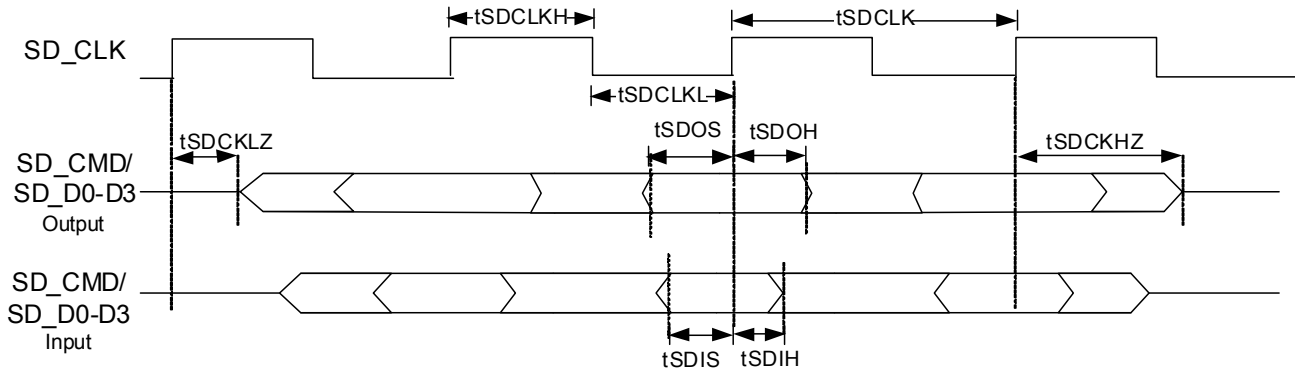 tSDCLKH
tSDCLK
SD_CLK
tSDCLKL
tSDCKLZ
tSDOS
tSDOH
tSDCKHZ
SD_CMD/
SD_D0-D3
Output
SD_CMD/
SD_D0-D3
Input
tSDIS
tSDIH